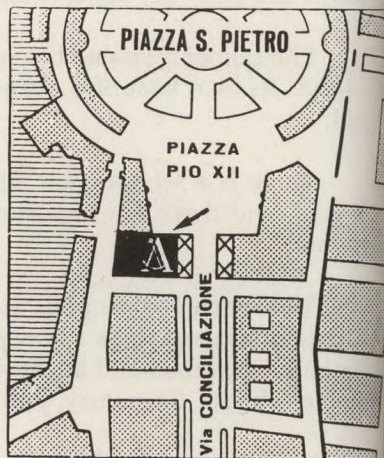 PIAZZA S. PIETRO
PIAZZA
PIO XII
A
Via CONCILIAZIONE